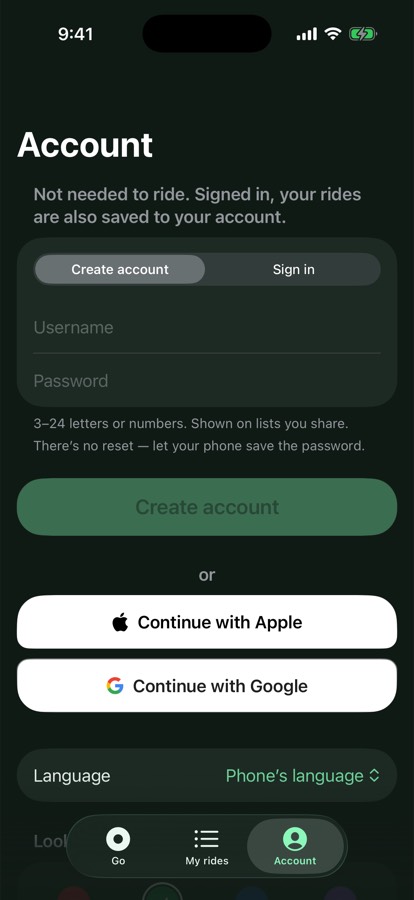 9:41
Account
Not needed to ride. Signed in, your rides
are also saved to your account.
Create account
Sign in
Username
Password
3–24 letters or numbers. Shown on lists you share.
There's no reset — let your phone save the password.
Create account
or
Continue with Apple
Continue with Google
Language
Phone's language
Go
My rides
Account